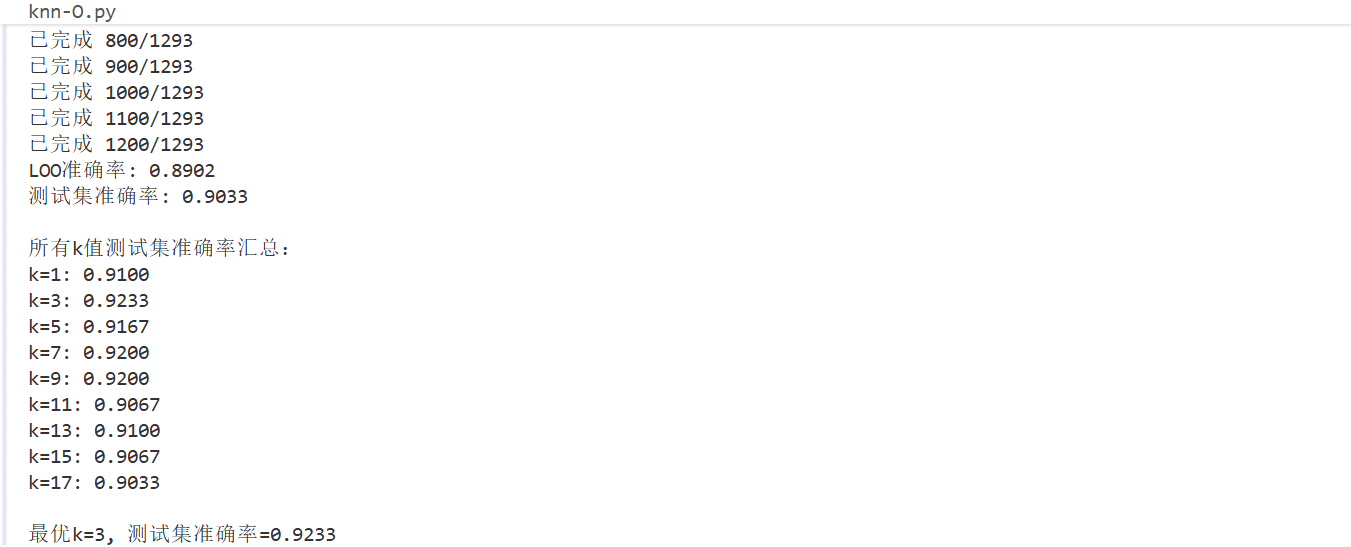 knn-O.py
已完成 800/1293
已完成 900/1293
已完成 1000/1293
已完成 1100/1293
已完成 1200/1293
LOO准确率: 0.8902
测试集准确率: 0.9033
所有k值测试集准确率汇总:
k=1: 0.9100
k=3: 0.9233
k=5: 0.9167
k=7: 0.9200
k=9: 0.9200
k=11: 0.9067
k=13: 0.9100
k=15: 0.9067
k=17: 0.9033
最优k=3, 测试集准确率=0.9233